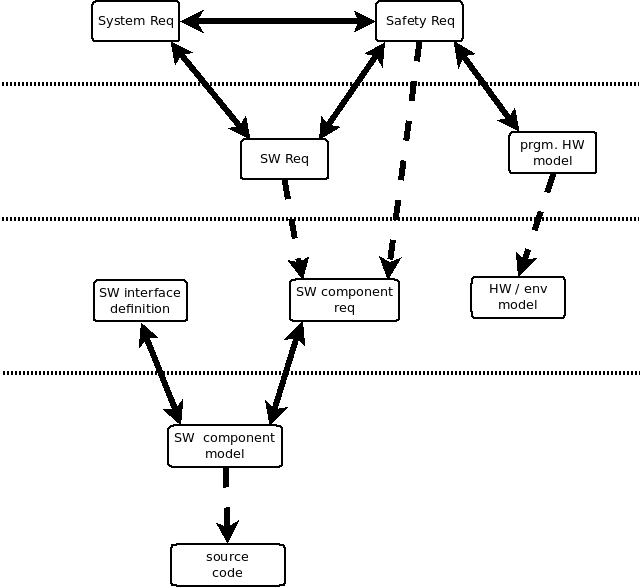 System Req
Safety Req
SW Req
prgm. HW
model
SW interface
definition
SW component
req
HW / env
model
SW  component
model
source
code